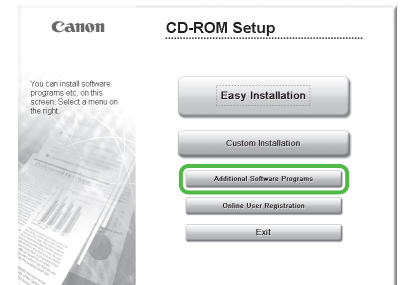 Canon
CD-ROM Setup
You can install software
programs etc. on this
screen. Select a menu on
the right.
Easy Installation
Custom Installation
Additional Software Programs
Online User Registration
Exit